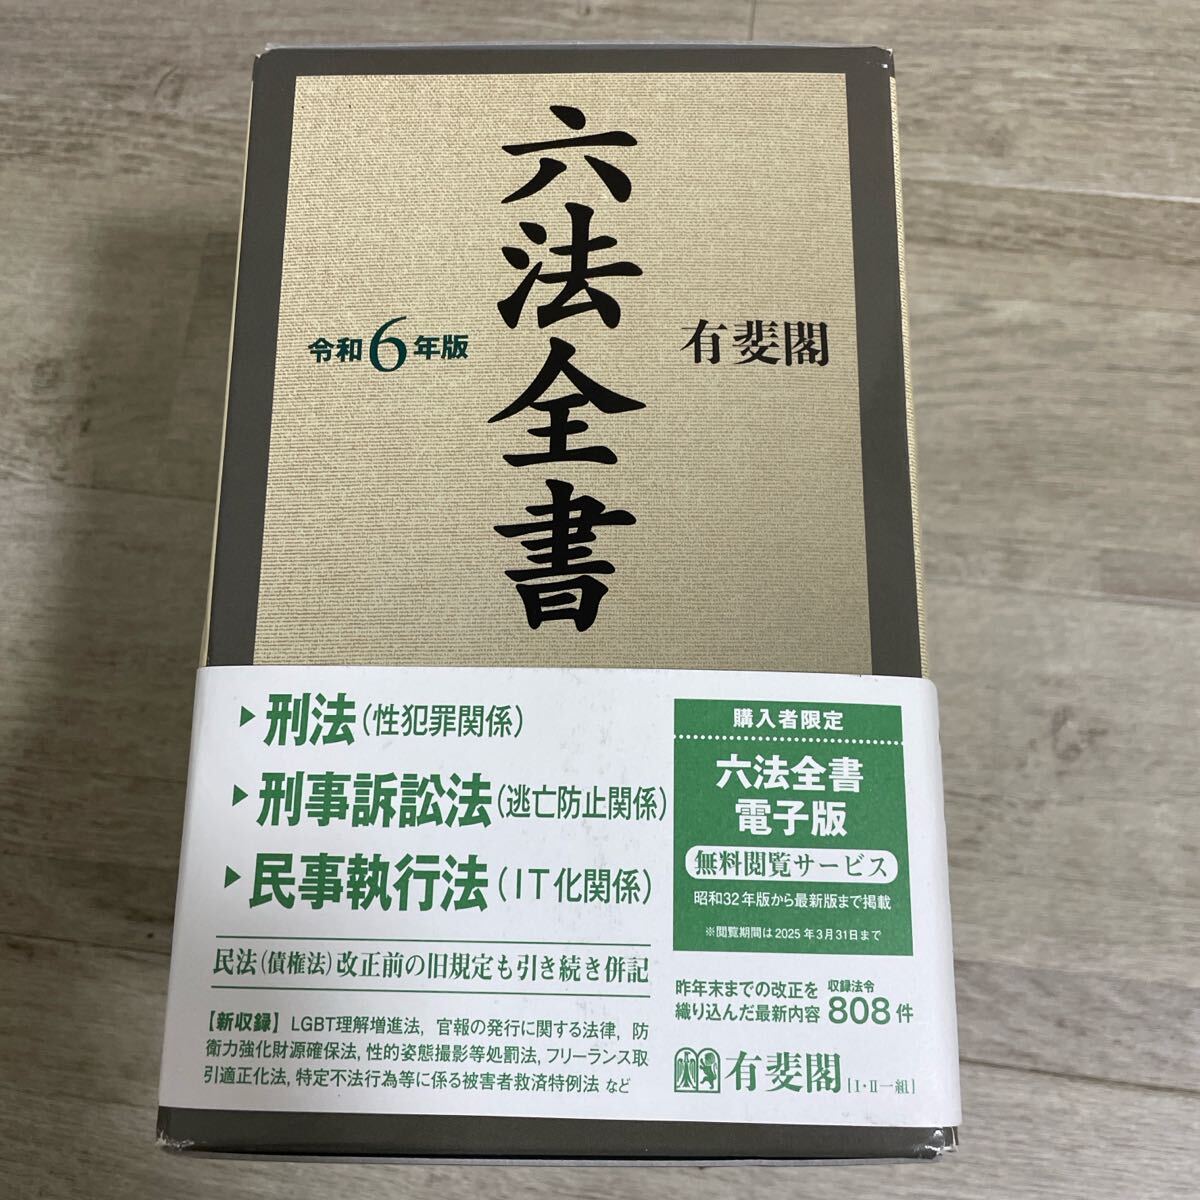 六法全書
令和6年版
有斐閣
▶刑法(性犯罪関係)
▶刑事訴訟法(逃亡防止関係)
▶民事執行法(IT化関係)
民法(債権法)改正前の旧規定も引き続き併記
【新収録】LGBT理解増進法, 官報の発行に関する法律, 防
衛力強化財源確保法, 性的姿態撮影等処罰法, フリーランス取
引適正化法, 特定不法行為等に係る被害者救済特例法 など
購入者限定
六法全書
電子版
無料閲覧サービス
昭和32年版から最新版まで掲載
※閲覧期間は2025年3月31日まで
昨年末までの改正を
織り込んだ最新内容
収録法令
808件
有斐閣[I・II一組]